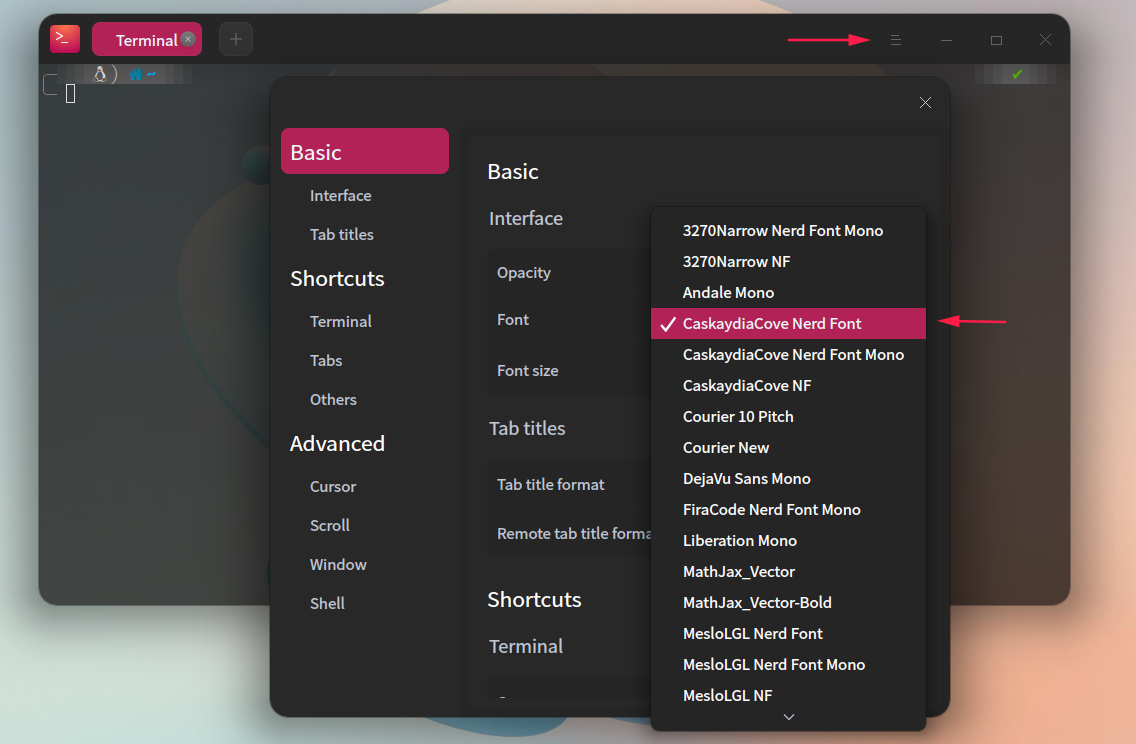 >_
Terminal
~
Basic
Interface
Tab titles
Shortcuts
Terminal
Tabs
Others
Advanced
Cursor
Scroll
Window
Shell
Basic
Interface
Opacity
Font
Font size
Tab titles
Tab title format
Remote tab title forma
Shortcuts
Terminal
3270Narrow Nerd Font Mono
3270Narrow NF
Andale Mono
CaskaydiaCove Nerd Font
CaskaydiaCove Nerd Font Mono
CaskaydiaCove NF
Courier 10 Pitch
Courier New
DejaVu Sans Mono
FiraCode Nerd Font Mono
Liberation Mono
MathJax_Vector
MathJax_Vector-Bold
MesloLGL Nerd Font
MesloLGL Nerd Font Mono
MesloLGL NF